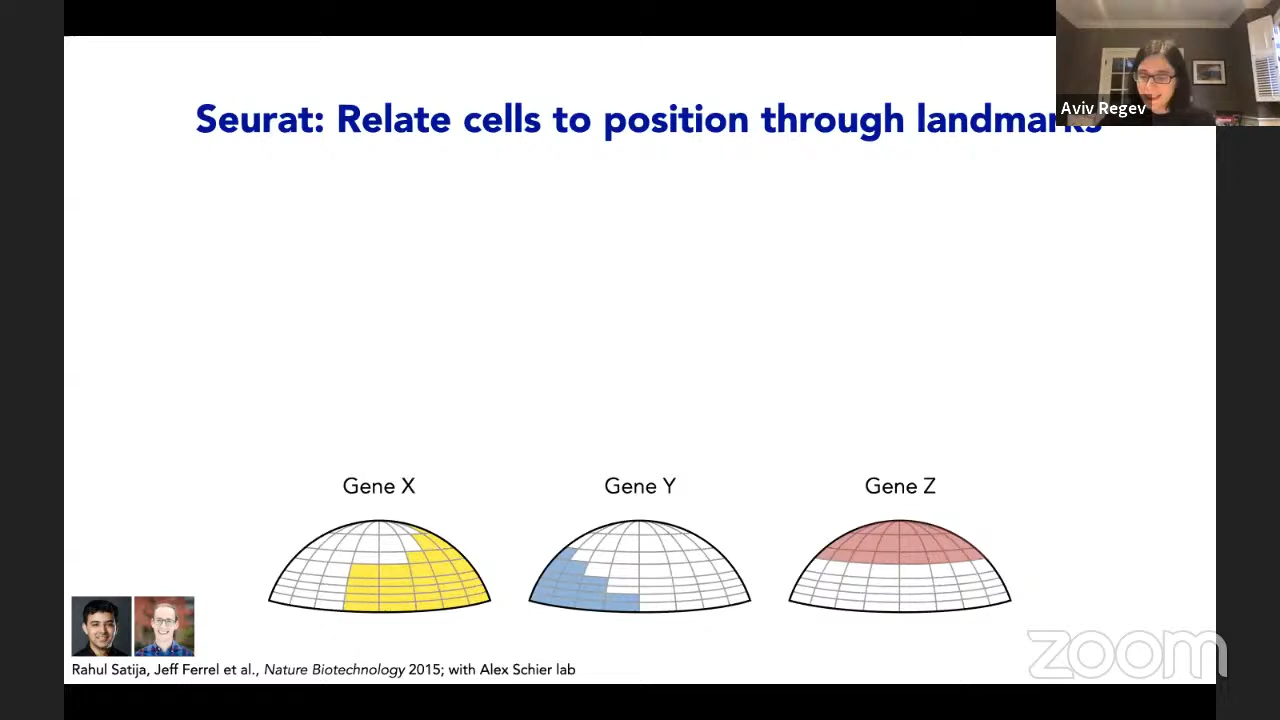 Aviv Regev
Seurat: Relate cells to position through landmarks
Gene X
Gene Y
Gene Z
Rahul Satija, Jeff Ferrel et al., Nature Biotechnology 2015; with Alex Schier lab
zoom